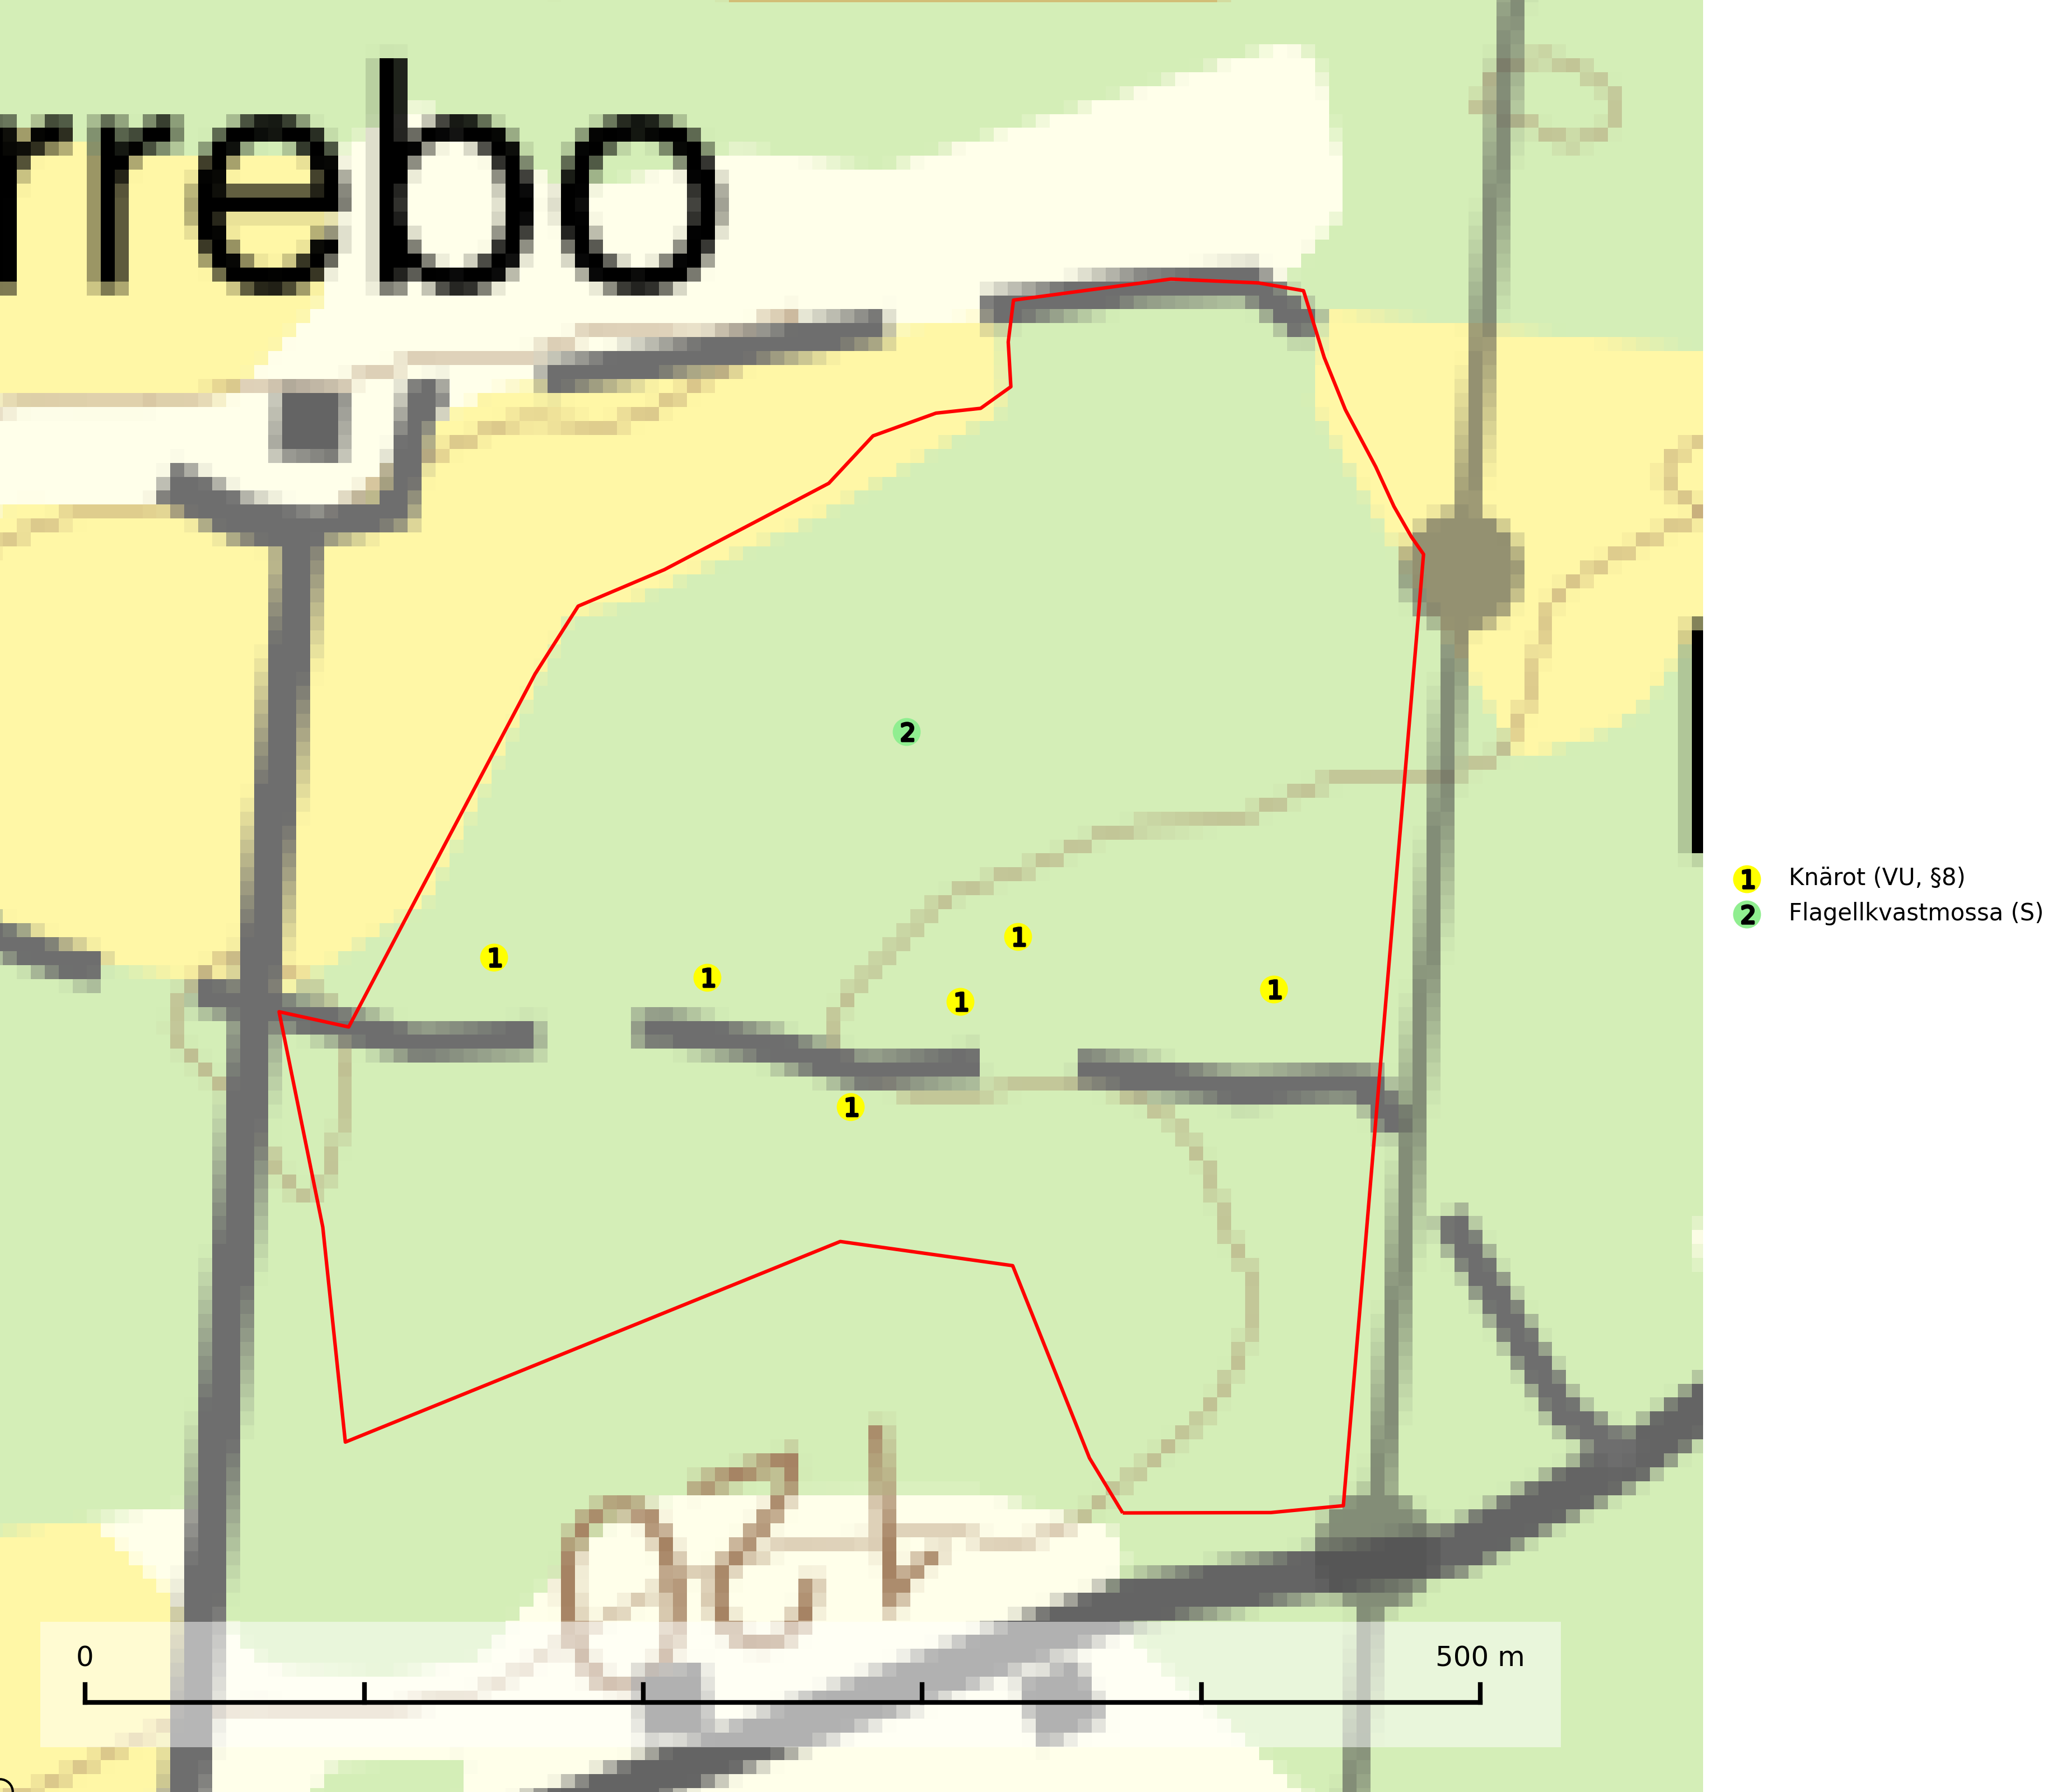 rrebo
2
1
1
1
1
1
1
1 Knärot (VU, §8)
2 Flagellkvastmossa (S)
0 500 m